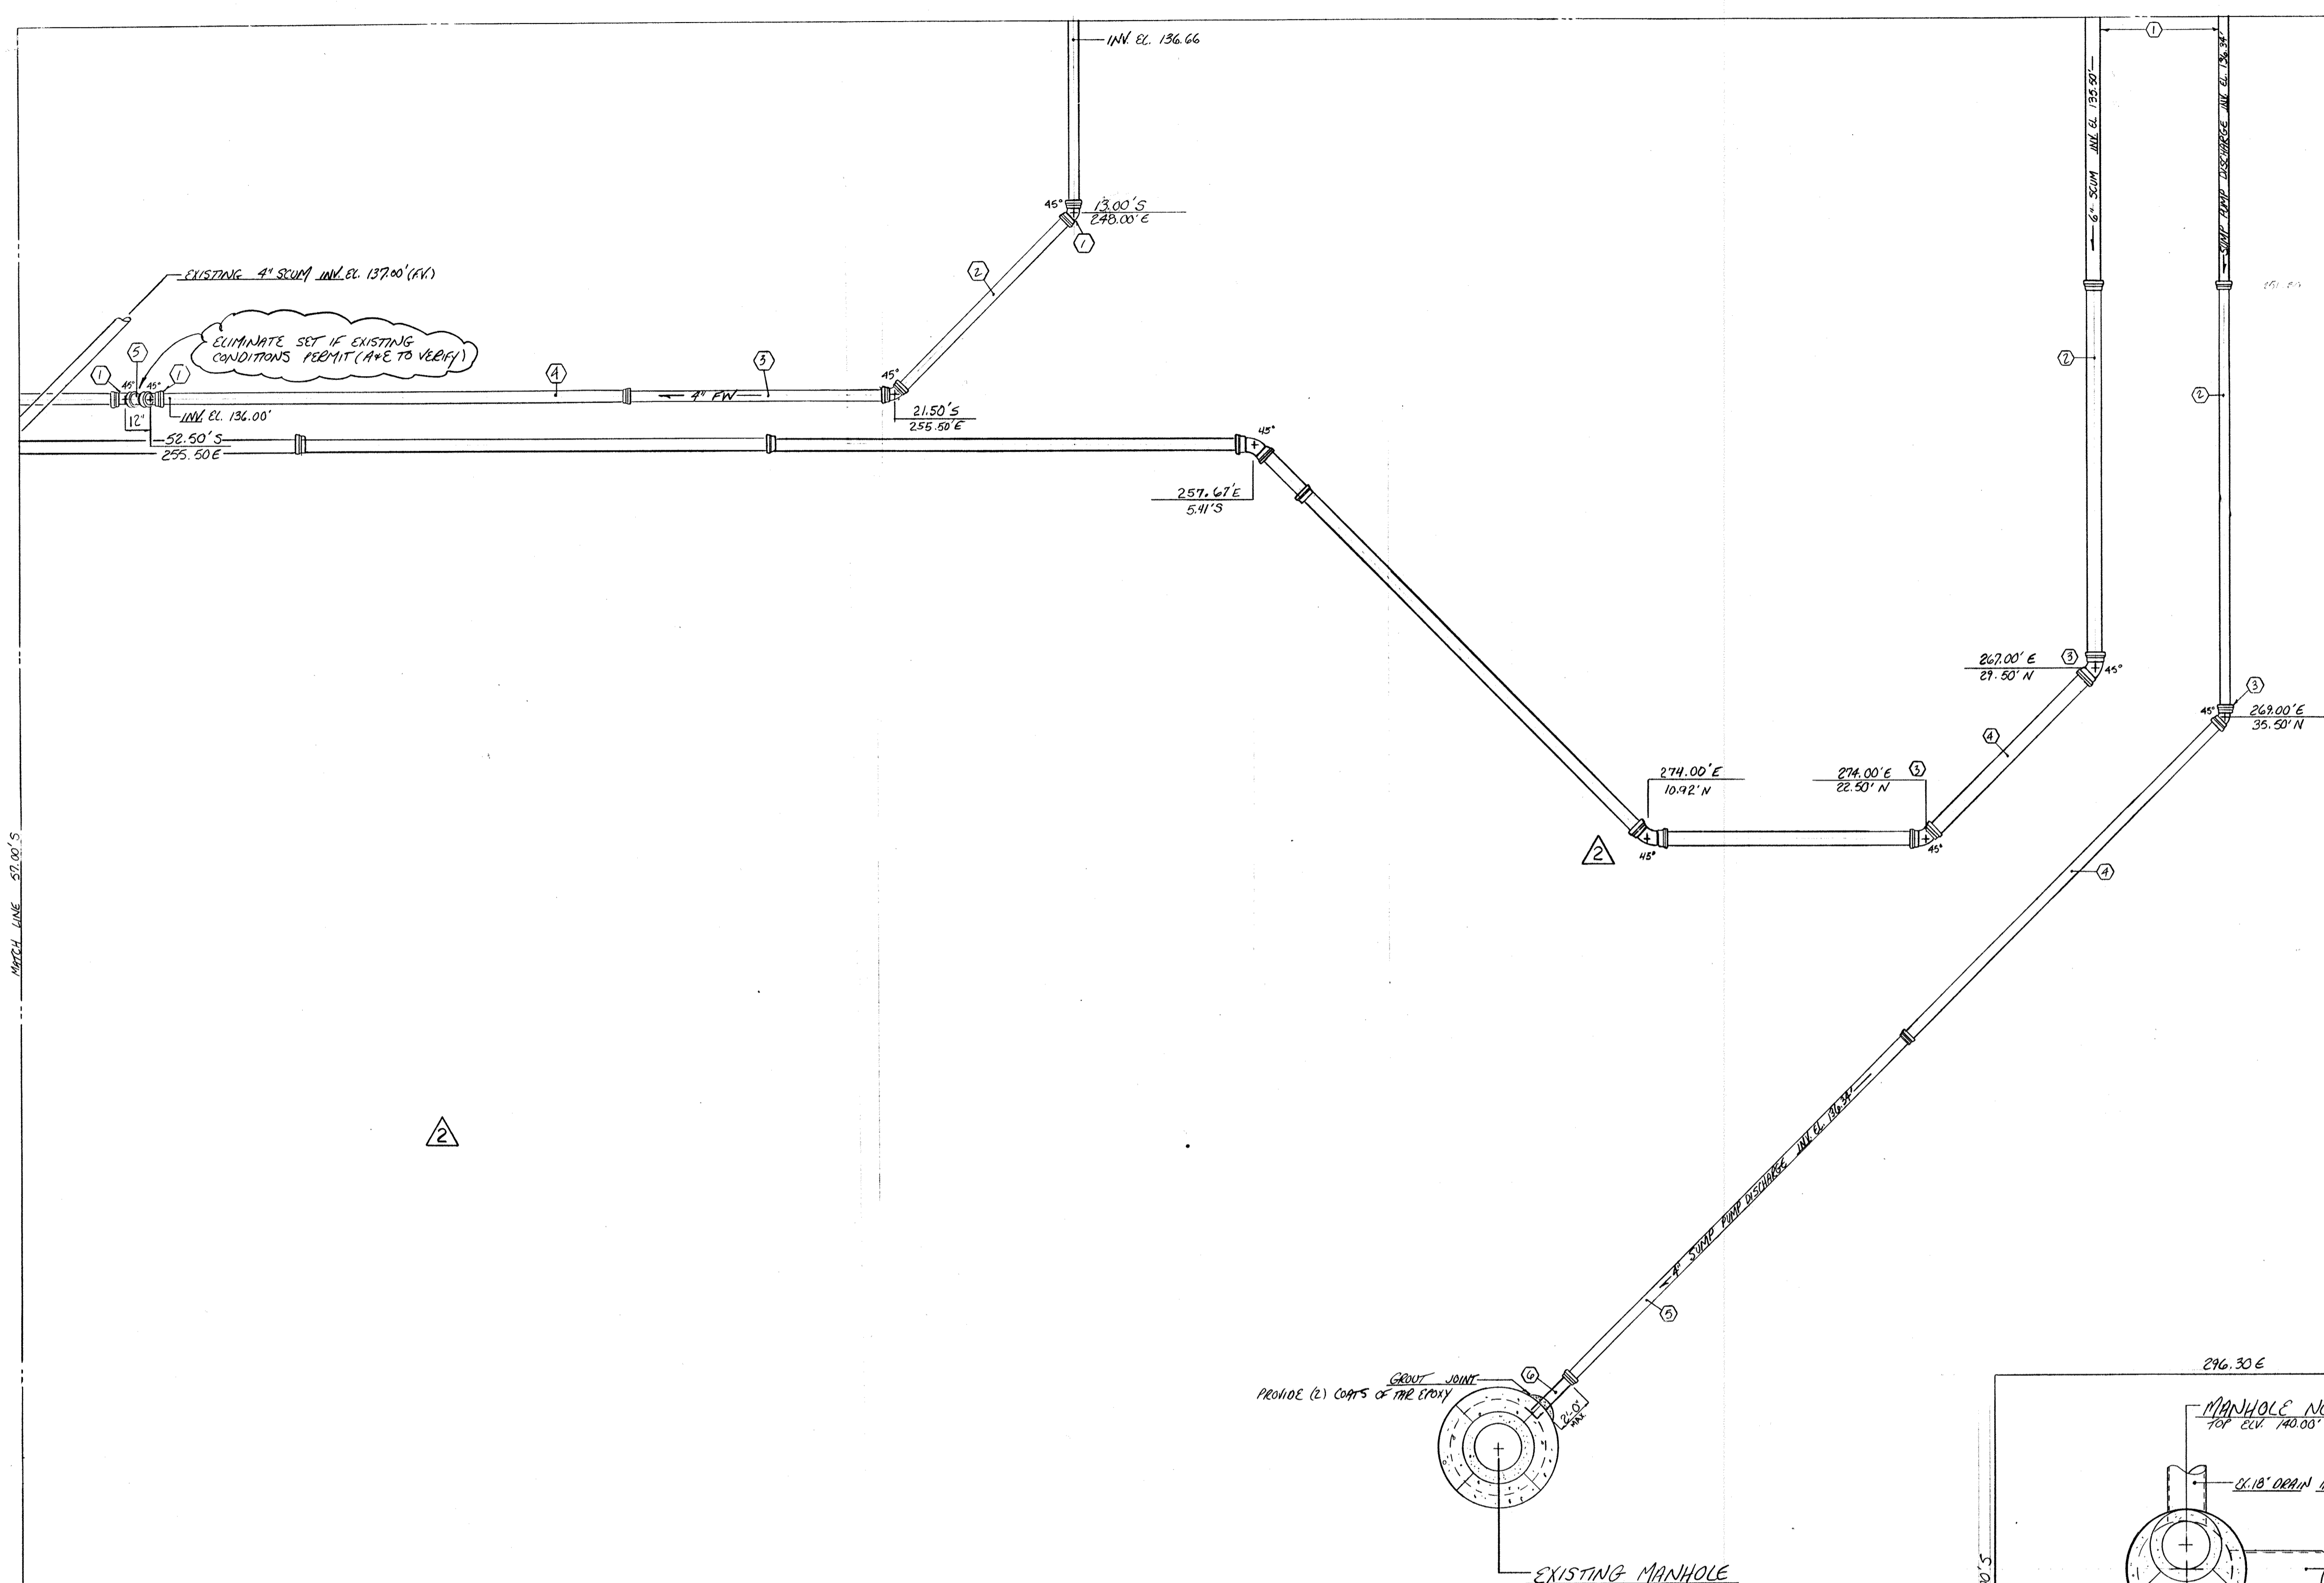 INV. EL. 136.66
1
6" SCUM INV. EL 135.50'
SUMP PUMP DISCHARGE INV. EL. 136.34'
45°
13.00'S
248.00'E
1
2
EXISTING 4" SCUM INV. EL. 137.00' (F.V.)
ELIMINATE SET IF EXISTING
CONDITIONS PERMIT (A&E TO VERIFY)
5
1
45°
45°
1
4
3
45°
4" FW
INV. EL. 136.00'
12"
52.50'S
255.50E
21.50'S
255.50'E
45°
257.67'E
5.41'S
2
2
267.00'E
29.50'N
3
45°
3
45°
269.00'E
35.50'N
4
274.00'E
10.92'N
274.00'E
22.50'N
3
2
45°
45°
4
MATCH LINE 57.00'S
2
4" SUMP PUMP DISCHARGE INV. EL. 136.34'
5
GROUT JOINT
PROVIDE (2) COATS OF TAR EPOXY
6
2'-0"
MAX
EXISTING MANHOLE
296.30E
MANHOLE
TOP ELV. 140.00'
EX.18" DRAIN